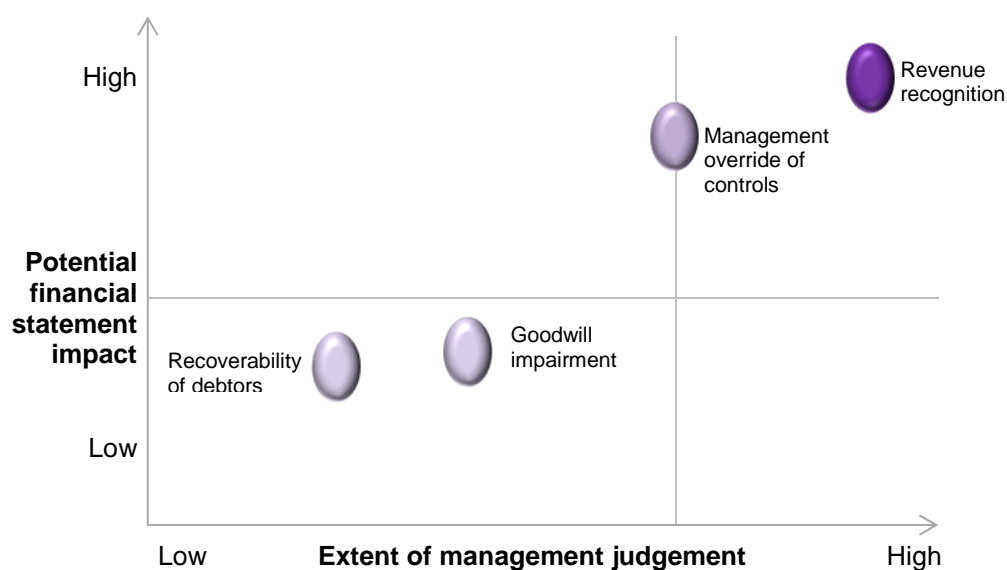 High
Revenue
recognition
Management
override of
controls
Potential
financial
statement
impact
Recoverability
of debtors
Goodwill
impairment
Low
Low
Extent of management judgement
High